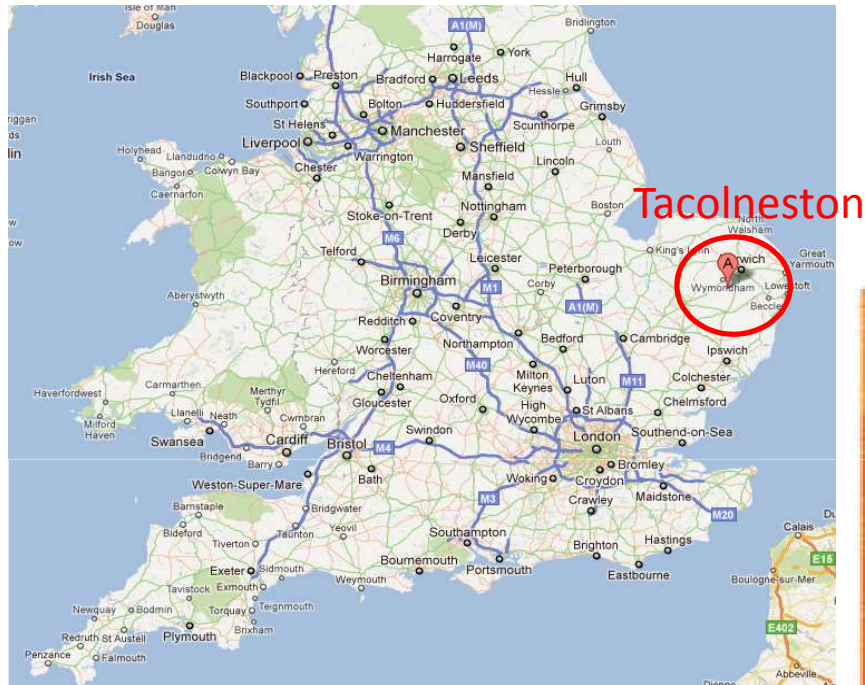 Isle of Man
Douglas
Bridlington
A1(M)
Harrogate
York
Irish Sea
Blackpool
Preston
Bradford
Leeds
Hull
Hessle
Southport
Bolton
Huddersfield
Grimsby
Scunthorpe
St Helens
Manchester
Liverpool
Sheffield
Louth
lin
Holyhead
Llandudno
Warrington
Lincoln
Bangor
Colwyn Bay
Chester
Mansfield
Caernarfon
Tacolneston
Stoke-on-Trent
Nottingham
Boston
North
Walsham
Derby
M6
King's Lynn
A
rwich
Great
Yarmouth
Telford
Leicester
Peterborough
Wymondham
Lowestoft
Birmingham
M1
Corby
Beccles
Aberystwyth
Coventry
A1(M)
Redditch
Northampton
Bedford
Cambridge
Worcester
Ipswich
Hereford
M40
Milton
Keynes
Luton
M11
Colchester
Haverfordwest
Carmarthen
Merthyr
Tydfil
Cheltenham
Gloucester
Oxford
High
Wycombe
St Albans
Chelmsford
Milford
Haven
Llanelli
Neath
Cwmbran
Swansea
Swindon
London
Southend-on-Sea
Bridgend
Cardiff
Bristol
M4
Barry
Bath
Bromley
Weston-Super-Mare
Woking
Croydon
Maidstone
M3
Crawley
M20
Barnstaple
Bridgwater
Bideford
Taunton
Yeovil
Southampton
Calais
Du
Tiverton
Brighton
Hastings
E15
Exeter
Sidmouth
Bournemouth
Portsmouth
Eastbourne
Boulogne-sur-Mer
Tavistock
Exmouth
Weymouth
Teignmouth
Newquay
Bodmin
Torquay
E402
Redruth
St Austell
Plymouth
Brixham
Penzance
Falmouth
Abbeville